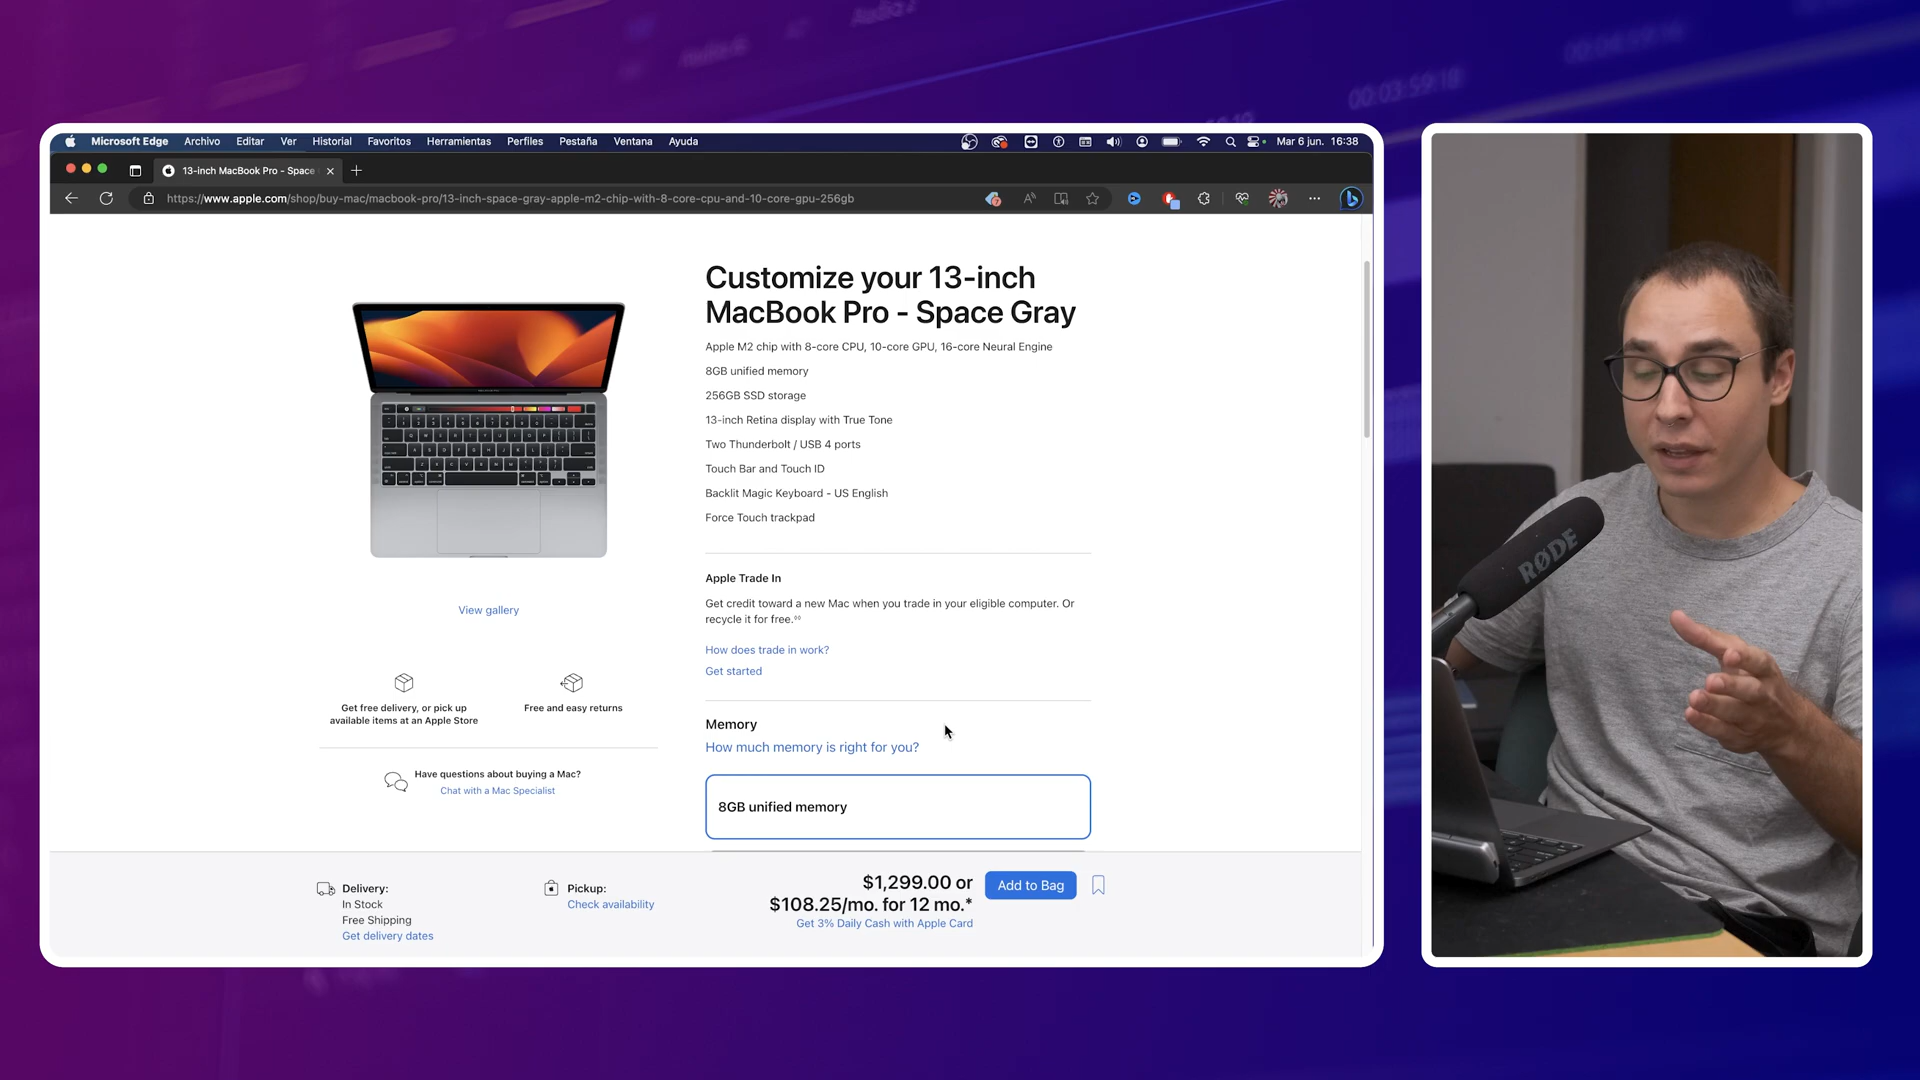 Microsoft Edge Archivo Editar Ver Historial Favoritos Herramientas Perfiles Pestaña Ventana Ayuda Mar 6 jun. 16:38
13-inch MacBook Pro - Space
https://www.apple.com/shop/buy-mac/macbook-pro/13-inch-space-gray-apple-m2-chip-with-8-core-cpu-and-10-core-gpu-256gb
Customize your 13-inch
MacBook Pro - Space Gray
Apple M2 chip with 8-core CPU, 10-core GPU, 16-core Neural Engine
8GB unified memory
256GB SSD storage
13-inch Retina display with True Tone
Two Thunderbolt / USB 4 ports
Touch Bar and Touch ID
Backlit Magic Keyboard - US English
Force Touch trackpad
View gallery
Get free delivery, or pick up
available items at an Apple Store
Free and easy returns
Have questions about buying a Mac?
Chat with a Mac Specialist
Apple Trade In
Get credit toward a new Mac when you trade in your eligible computer. Or
recycle it for free.◊◊
How does trade in work?
Get started
Memory
How much memory is right for you?
8GB unified memory
Delivery:
In Stock
Free Shipping
Get delivery dates
Pickup:
Check availability
$1,299.00 or
$108.25/mo. for 12 mo.*
Get 3% Daily Cash with Apple Card
Add to Bag
RØDE
00:03:59:18